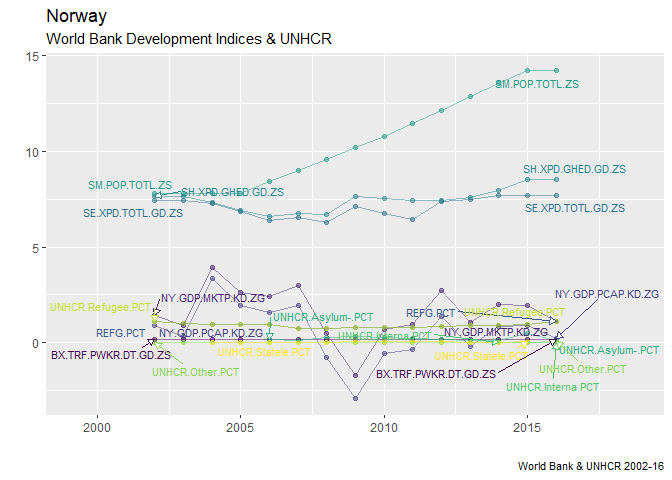 Norway
World Bank Development Indices & UNHCR
15
SM.POP.TOTL.ZS
SH.XPD.GHED.GD.ZS
10
SM.POP.TOTL.ZS
SH.XPD.GHED.GD.ZS
SE.XPD.TOTL.GD.ZS
SE.XPD.TOTL.GD.ZS
5
NY.GDP.PCAP.KD.ZG
NY.GDP.MKTP.KD.ZG
UNHCR.Refugee.PCT
REFG.PCT
UNHCR.Refugee.PCT
UNHCR.Asylum-.PCT
REFG.PCT
NY.GDP.PCAP.KD.ZG
UNHCR.Interna.PCT
NY.GDP.MKTP.KD.ZG
0
BX.TRF.PWKR.DT.GD.ZS
UNHCR.Statele.PCT
UNHCR.Statele.PCT
UNHCR.Asylum-.PCT
UNHCR.Other.PCT
BX.TRF.PWKR.DT.GD.ZS
UNHCR.Other.PCT
UNHCR.Interna.PCT
2000
2005
2010
2015
World Bank & UNHCR 2002-16